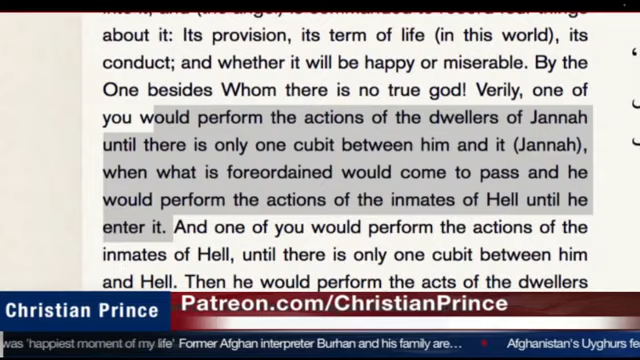 conduct; and whether it will be happy or miserable. By the
One besides Whom there is no true god! Verily, one of
you would perform the actions of the dwellers of Jannah
until there is only one cubit between him and it (Jannah),
when what is foreordained would come to pass and he
would perform the actions of the inmates of Hell until he
enter it. And one of you would perform the actions of the
inmates of Hell, until there is only one cubit between him
and Hell. Then he would perform the acts of the dwellers
about it: Its provision, its term of life (in this world), its
Christian Prince
Patreon.com/ChristianPrince
was 'happiest moment of my life' Former Afghan interpreter Burhan and his family are... Afghanistan's Uyghurs fe